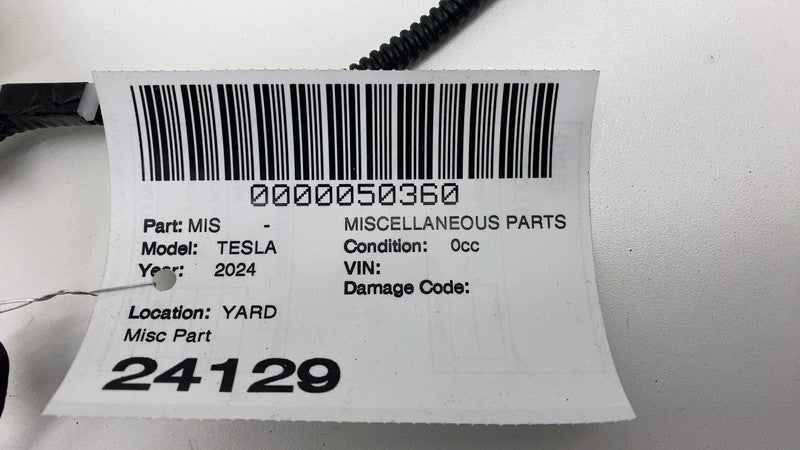 0000050360
Part: MIS - MISCELLANEOUS PARTS
Model: TESLA Condition: 0cc
Year: 2024 VIN:
Damage Code:
Location: YARD
Misc Part
24129